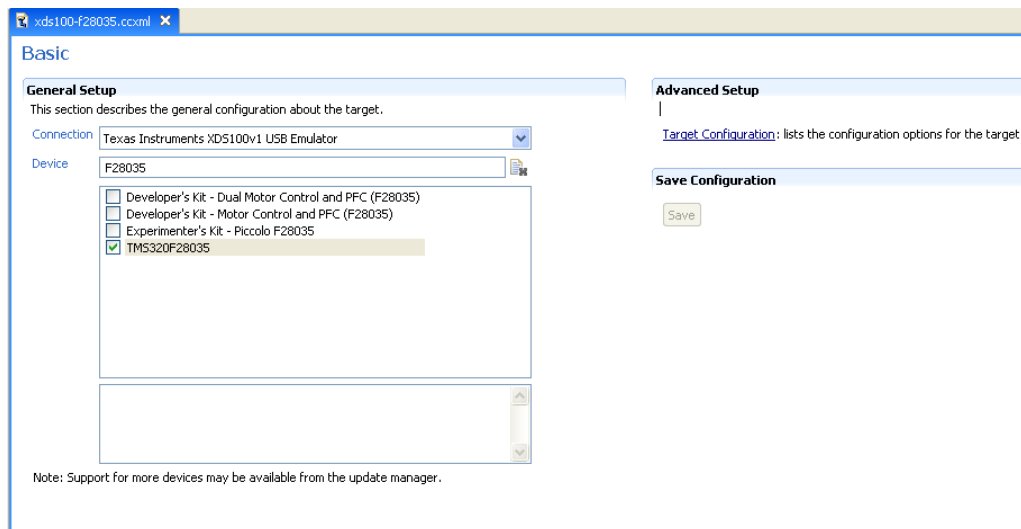 xds100-f28035.ccxml
Basic
General Setup
This section describes the general configuration about the target.
Connection Texas Instruments XDS100v1 USB Emulator
Device F28035
Developer's Kit - Dual Motor Control and PFC (F28035)
Developer's Kit - Motor Control and PFC (F28035)
Experimenter's Kit - Piccolo F28035
TMS320F28035
Note: Support for more devices may be available from the update manager.
Advanced Setup
Target Configuration: lists the configuration options for the target
Save Configuration
Save